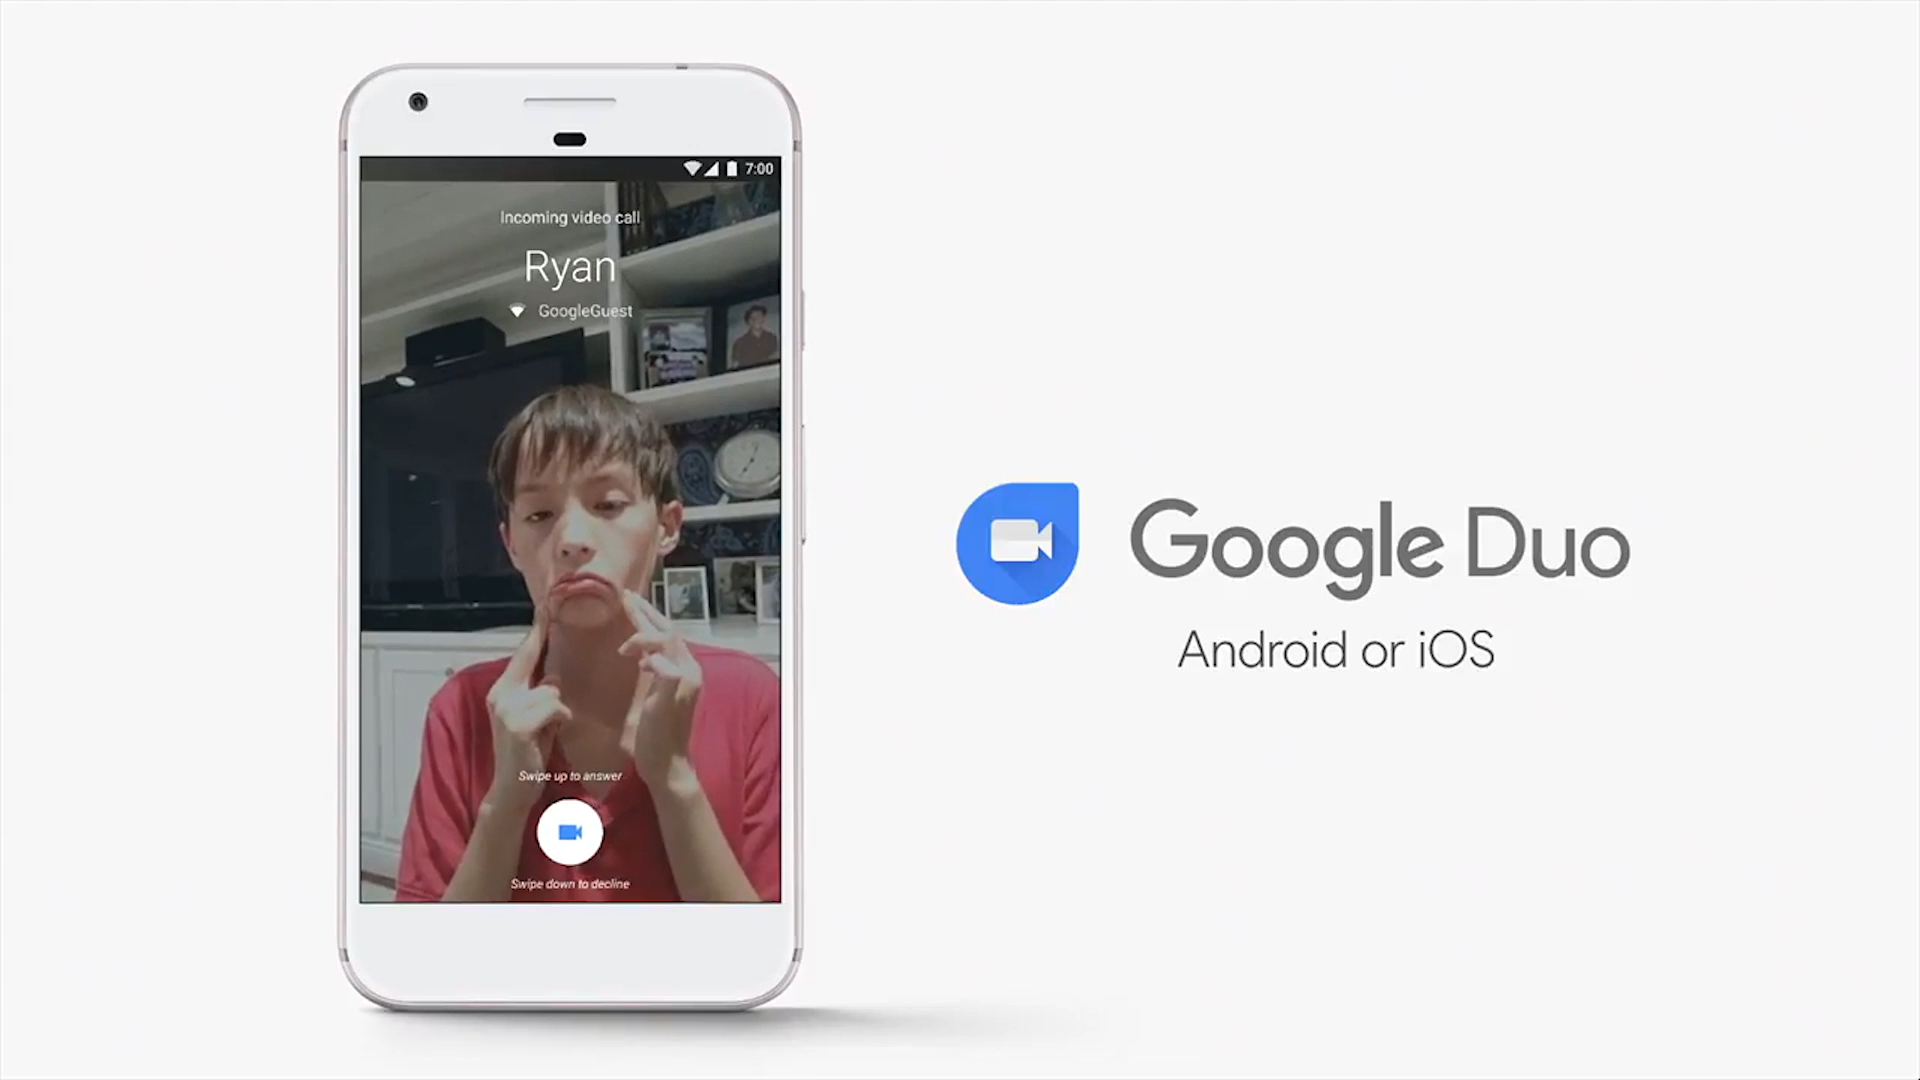 7:00
Incoming video call
Ryan
GoogleGuest
Swipe up to answer
Swipe down to decline
Google Duo
Android or iOS